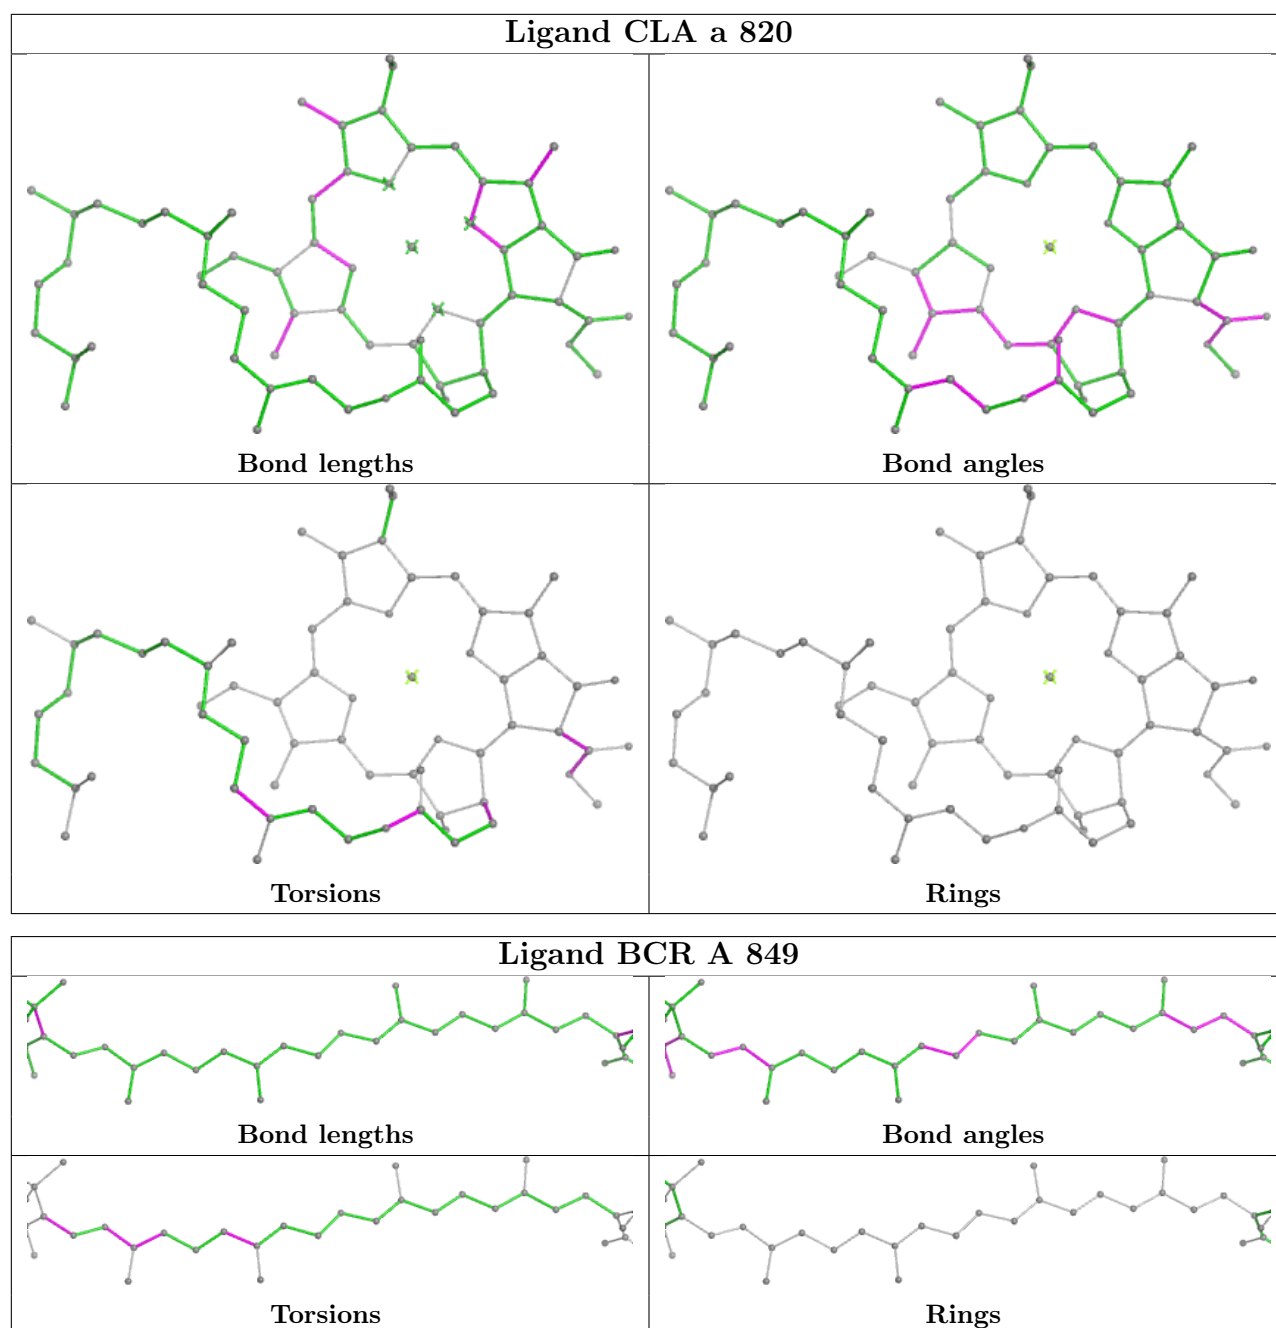 Ligand CLA a 820
Bond lengths
Bond angles
Torsions
Rings
Ligand BCR A 849
Bond lengths
Bond angles
Torsions
Rings